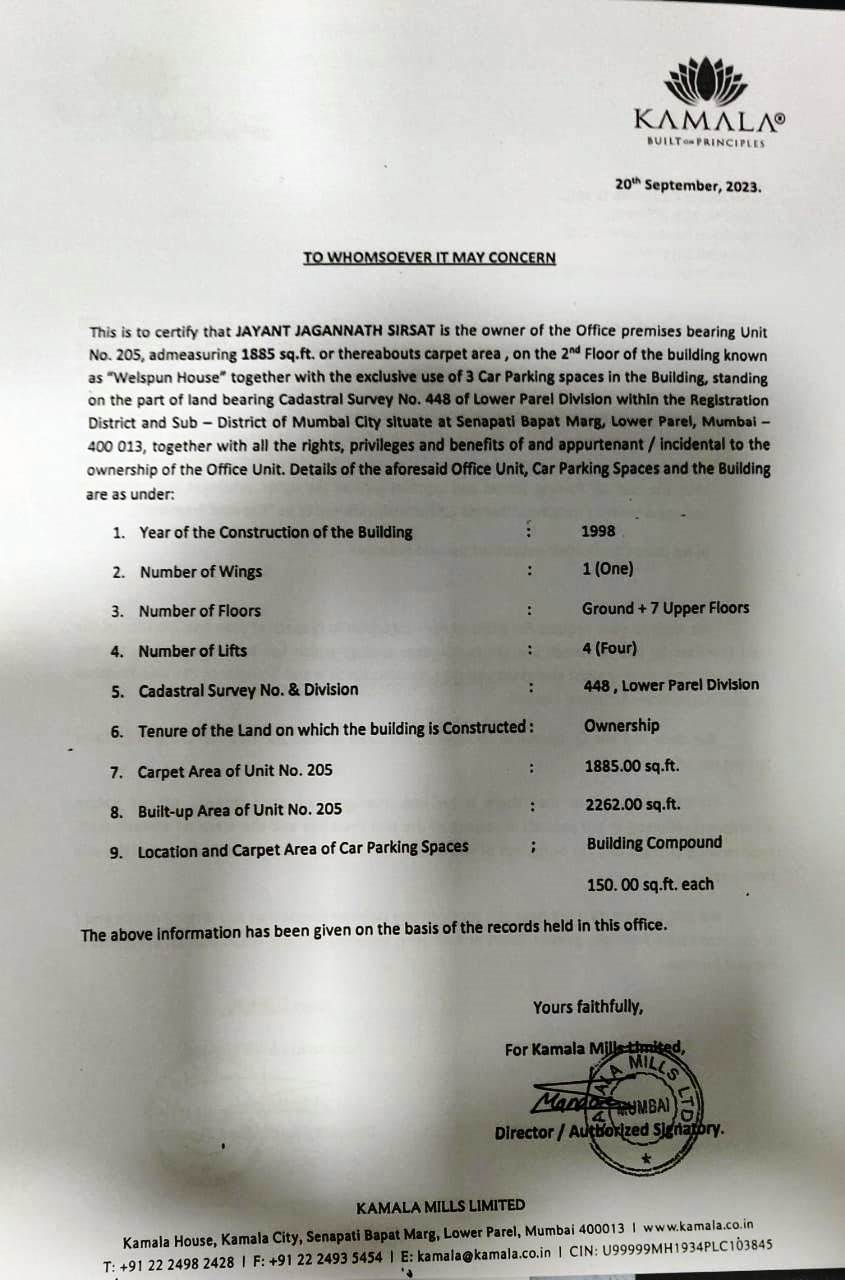 KAMALA®
BUILT ON PRINCIPLES
20th September, 2023.
TO WHOMSOEVER IT MAY CONCERN
This is to certify that JAYANT JAGANNATH SIRSAT is the owner of the Office premises bearing Unit
No. 205, admeasuring 1885 sq.ft. or thereabouts carpet area , on the 2nd Floor of the building known
as "Welspun House" together with the exclusive use of 3 Car Parking spaces in the Building, standing
on the part of land bearing Cadastral Survey No. 448 of Lower Parel Division within the Registration
District and Sub – District of Mumbai City situate at Senapati Bapat Marg, Lower Parel, Mumbai –
400 013, together with all the rights, privileges and benefits of and appurtenant / incidental to the
ownership of the Office Unit. Details of the aforesaid Office Unit, Car Parking Spaces and the Building
are as under:
1. Year of the Construction of the Building : 1998
2. Number of Wings : 1 (One)
3. Number of Floors : Ground + 7 Upper Floors
4. Number of Lifts : 4 (Four)
5. Cadastral Survey No. & Division : 448 , Lower Parel Division
6. Tenure of the Land on which the building is Constructed : Ownership
7. Carpet Area of Unit No. 205 : 1885.00 sq.ft.
8. Built-up Area of Unit No. 205 : 2262.00 sq.ft.
9. Location and Carpet Area of Car Parking Spaces ; Building Compound
150. 00 sq.ft. each
The above information has been given on the basis of the records held in this office.
Yours faithfully,
For Kamala Mills Limited,
KAMALA MILLS LTD
MUMBAI
Director / Authorized Signatory.
KAMALA MILLS LIMITED
Kamala House, Kamala City, Senapati Bapat Marg, Lower Parel, Mumbai 400013 I www.kamala.co.in
T: +91 22 2498 2428 I F: +91 22 2493 5454 I E: kamala@kamala.co.in I CIN: U99999MH1934PLC103845